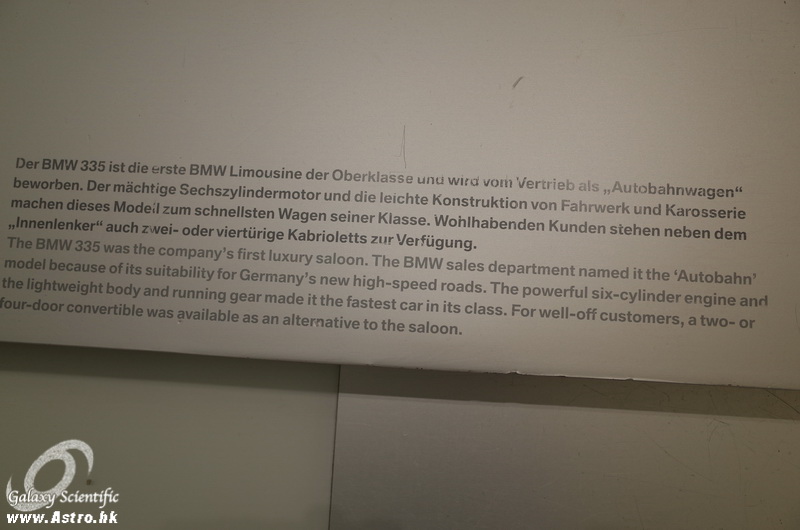 Der BMW 335 ist die erste BMW Limousine der Oberklasse und wird vom Vertrieb als „Autobahnwagen“
beworben. Der mächtige Sechszylindermotor und die leichte Konstruktion von Fahrwerk und Karosserie
machen dieses Modell zum schnellsten Wagen seiner Klasse. Wohlhabenden Kunden stehen neben dem
„Innenlenker“ auch zwei- oder viertürige Kabrioletts zur Verfügung.
The BMW 335 was the company's first luxury saloon. The BMW sales department named it the ‘Autobahn’
model because of its suitability for Germany's new high-speed roads. The powerful six-cylinder engine and
the lightweight body and running gear made it the fastest car in its class. For well-off customers, a two- or
four-door convertible was available as an alternative to the saloon.
Galaxy Scientific
www.Astro.hk